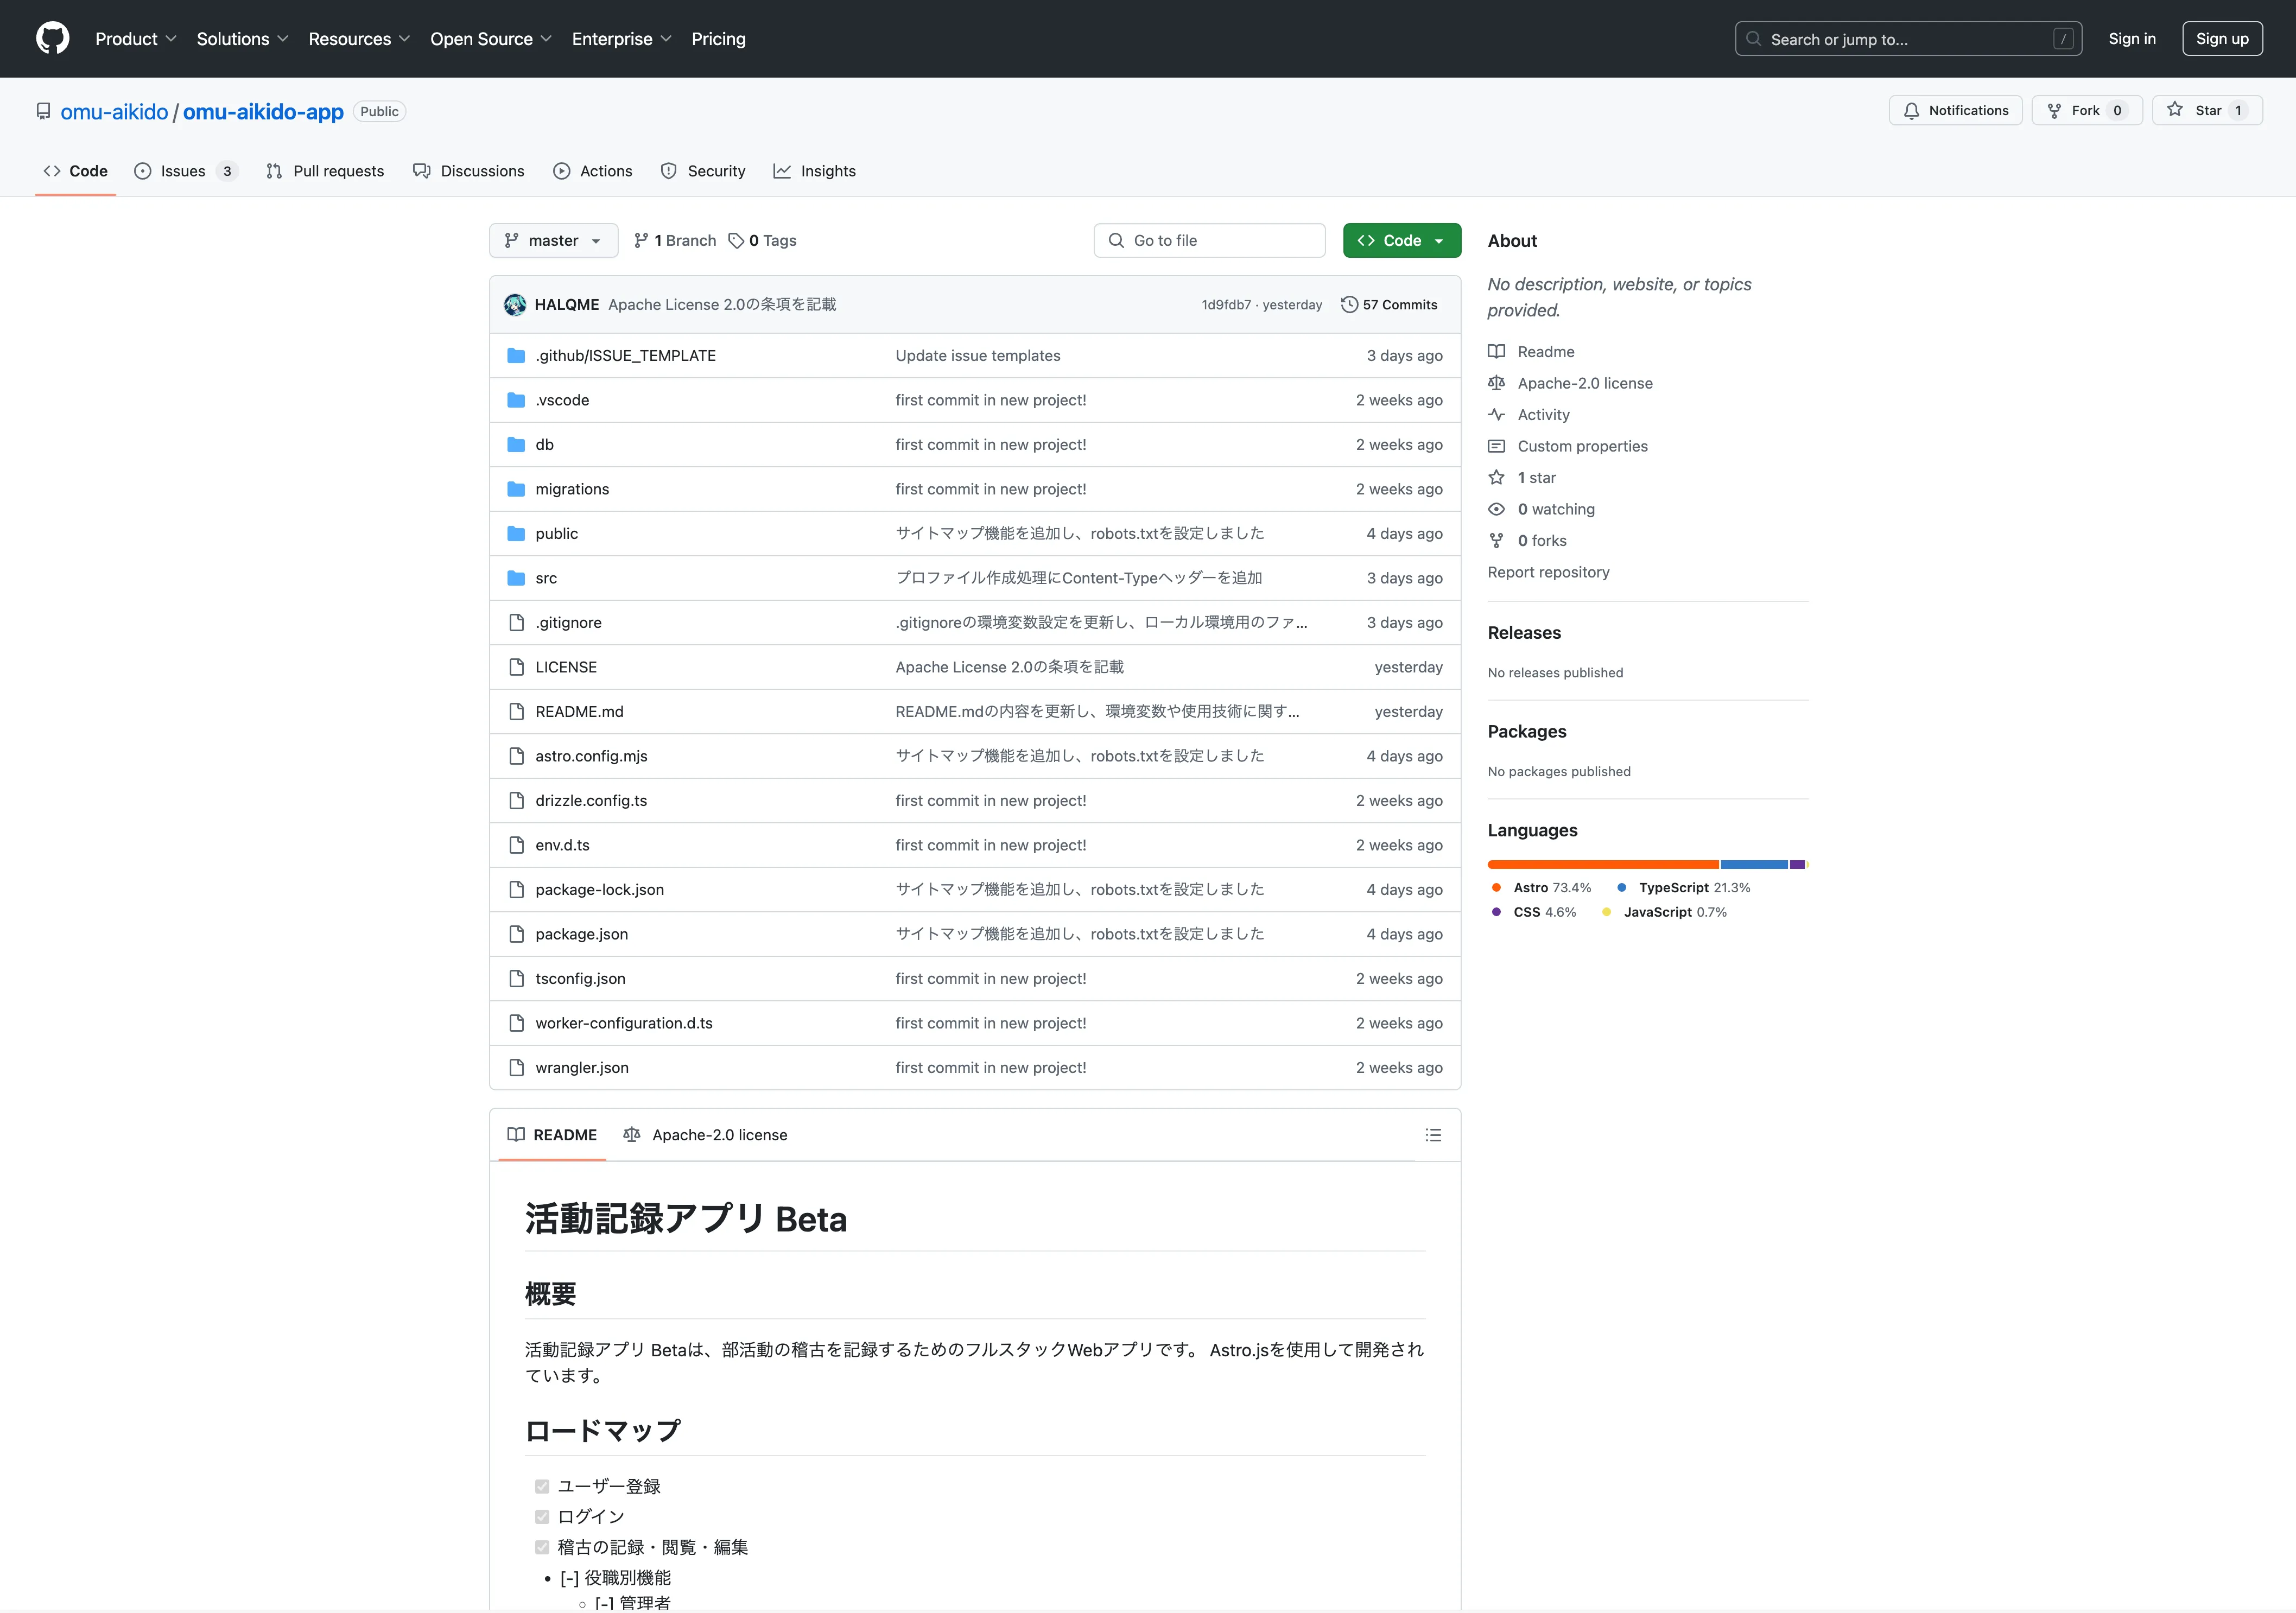 Product Solutions Resources Open Source Enterprise Pricing Search or jump to... / Sign in Sign up
omu-aikido / omu-aikido-app Public Notifications Fork 0 Star 1
Code Issues 3 Pull requests Discussions Actions Security Insights
master 1 Branch 0 Tags Go to file Code
HALQME Apache License 2.0の条項を記載 1d9fdb7 · yesterday 57 Commits
.github/ISSUE_TEMPLATE Update issue templates 3 days ago
.vscode first commit in new project! 2 weeks ago
db first commit in new project! 2 weeks ago
migrations first commit in new project! 2 weeks ago
public サイトマップ機能を追加し、robots.txtを設定しました 4 days ago
src プロファイル作成処理にContent-Typeヘッダーを追加 3 days ago
.gitignore .gitignoreの環境変数設定を更新し、ローカル環境用のファ... 3 days ago
LICENSE Apache License 2.0の条項を記載 yesterday
README.md README.mdの内容を更新し、環境変数や使用技術に関す... yesterday
astro.config.mjs サイトマップ機能を追加し、robots.txtを設定しました 4 days ago
drizzle.config.ts first commit in new project! 2 weeks ago
env.d.ts first commit in new project! 2 weeks ago
package-lock.json サイトマップ機能を追加し、robots.txtを設定しました 4 days ago
package.json サイトマップ機能を追加し、robots.txtを設定しました 4 days ago
tsconfig.json first commit in new project! 2 weeks ago
worker-configuration.d.ts first commit in new project! 2 weeks ago
wrangler.json first commit in new project! 2 weeks ago
README Apache-2.0 license
活動記録アプリ Beta
概要
活動記録アプリ Betaは、部活動の稽古を記録するためのフルスタックWebアプリです。 Astro.jsを使用して開発され
ています。
ロードマップ
ユーザー登録
ログイン
稽古の記録・閲覧・編集
[-] 役職別機能
[-] 管理者
About
No description, website, or topics
provided.
Readme
Apache-2.0 license
Activity
Custom properties
1 star
0 watching
0 forks
Report repository
Releases
No releases published
Packages
No packages published
Languages
Astro 73.4% TypeScript 21.3%
CSS 4.6% JavaScript 0.7%